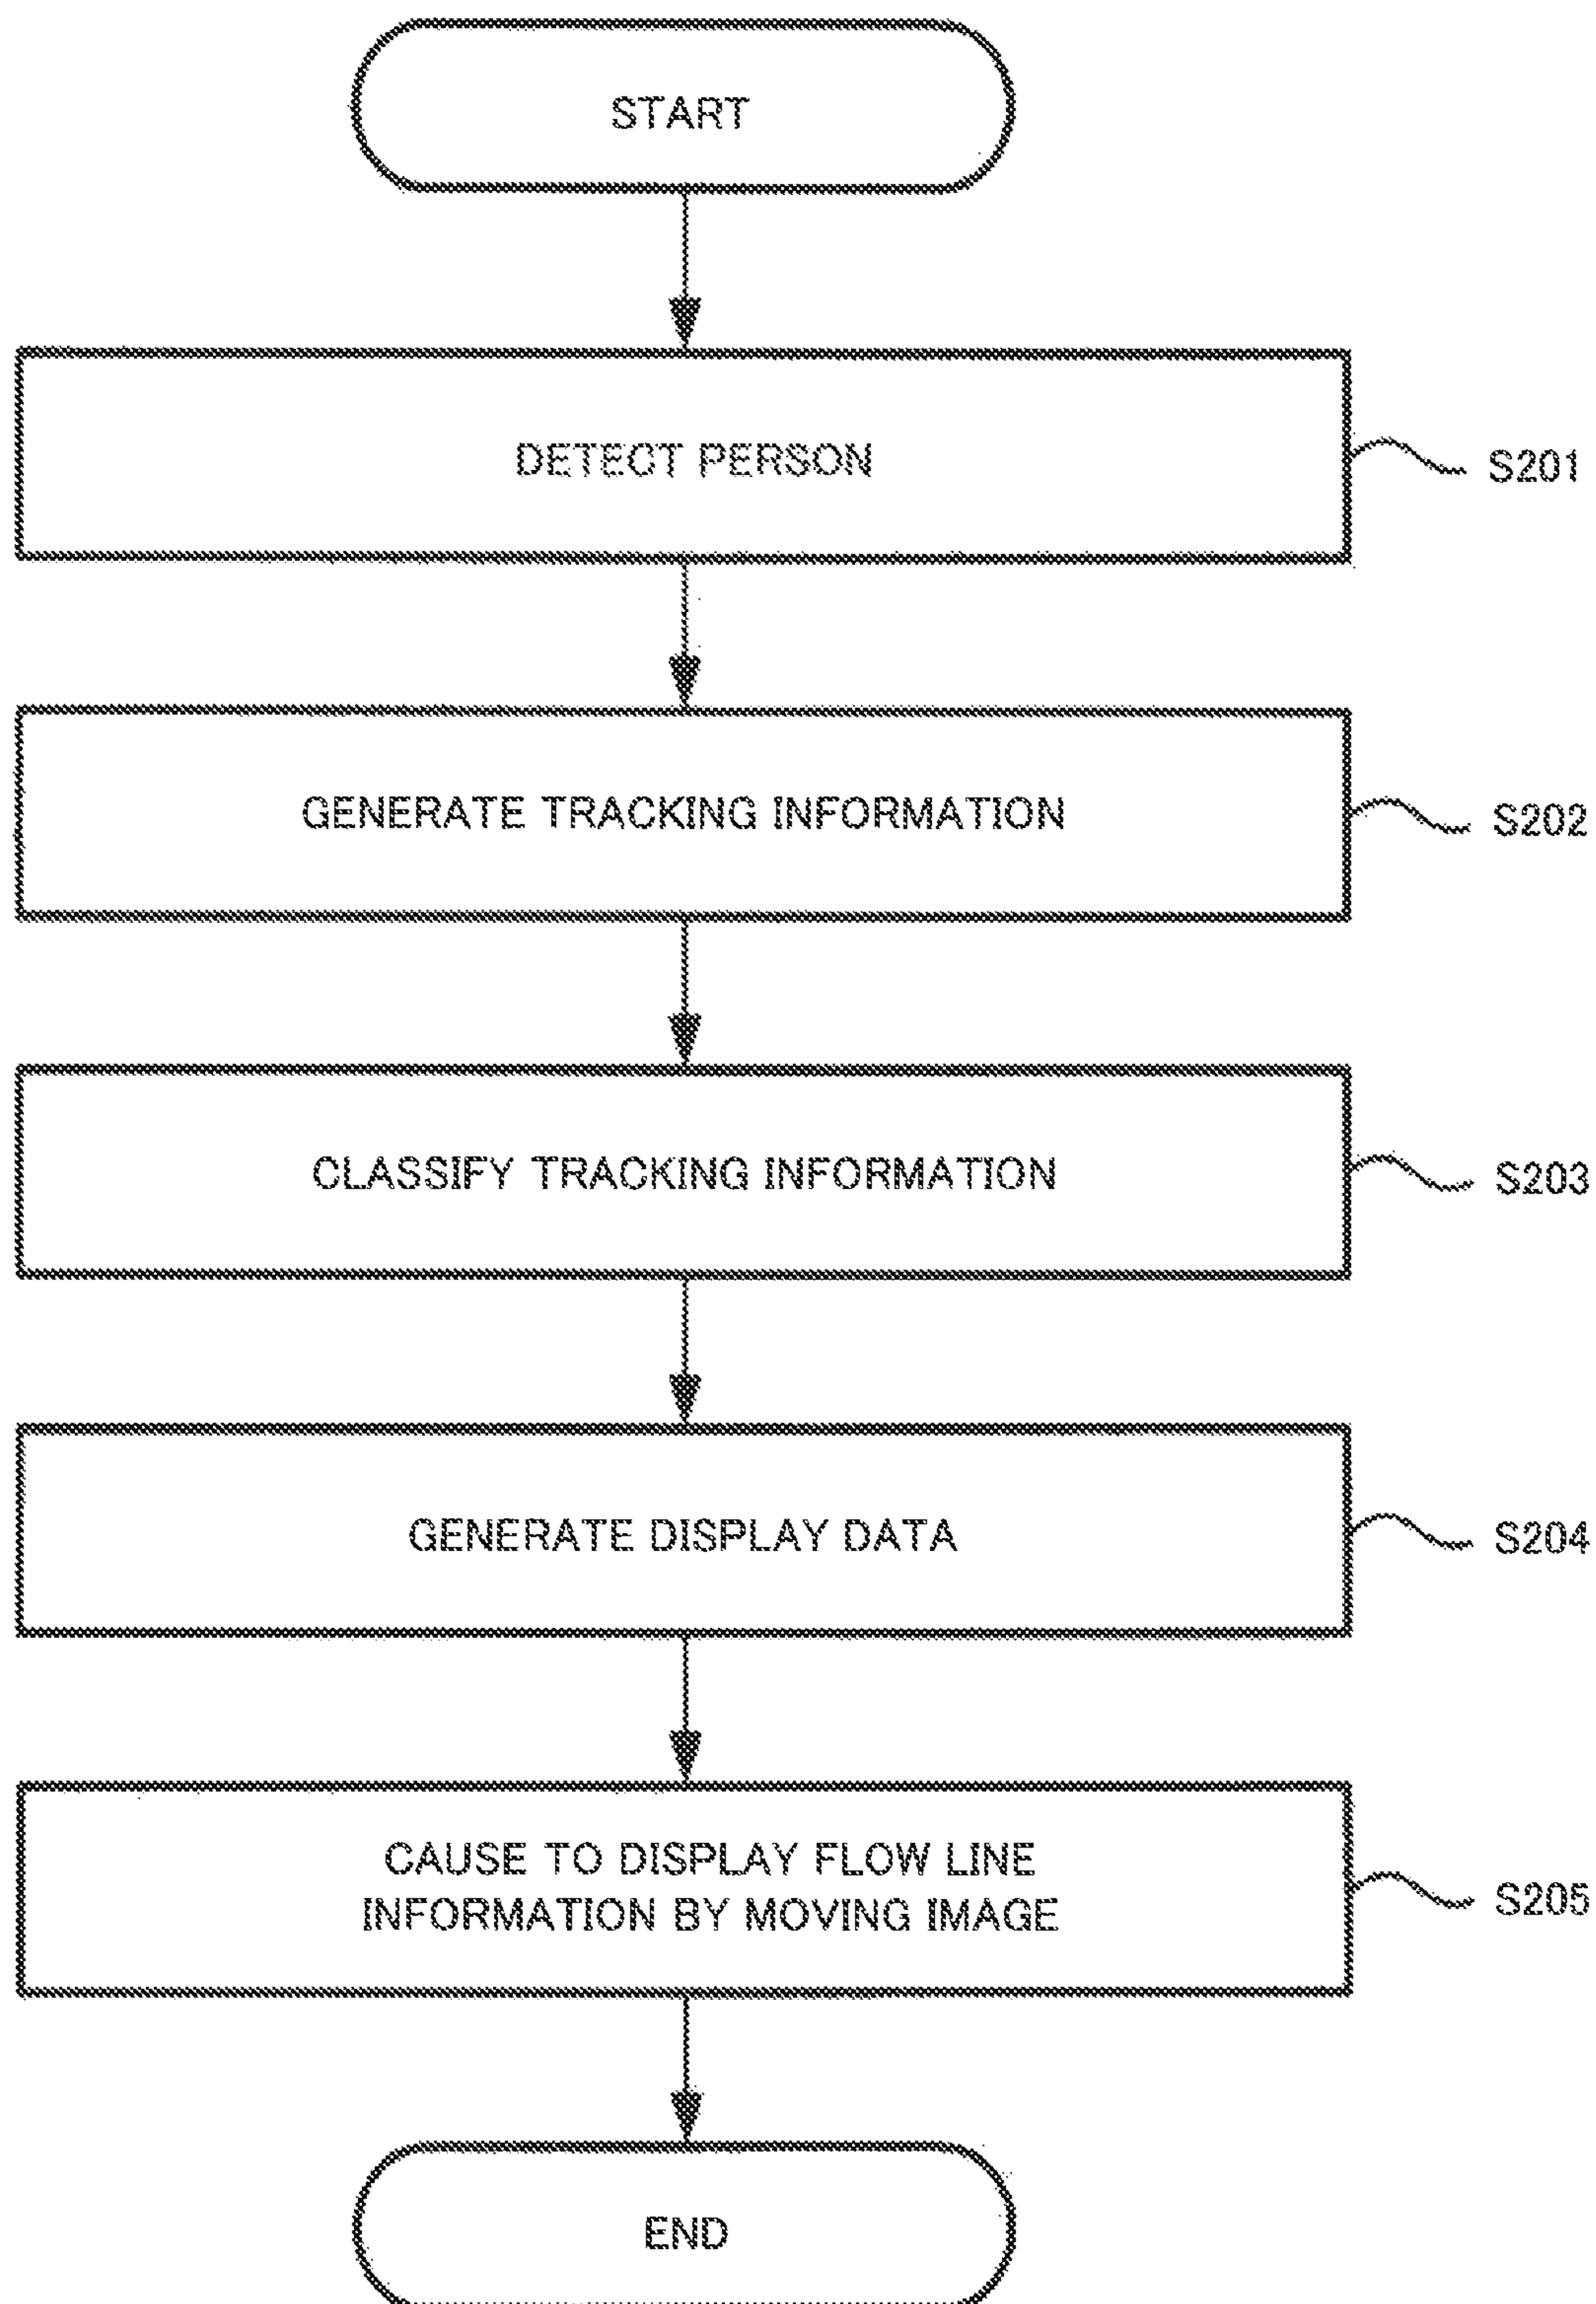 START
DETECT PERSON
S201
GENERATE TRACKING INFORMATION
S202
CLASSIFY TRACKING INFORMATION
S203
GENERATE DISPLAY DATA
S204
CAUSE TO DISPLAY FLOW LINE
INFORMATION BY MOVING IMAGE
S205
END